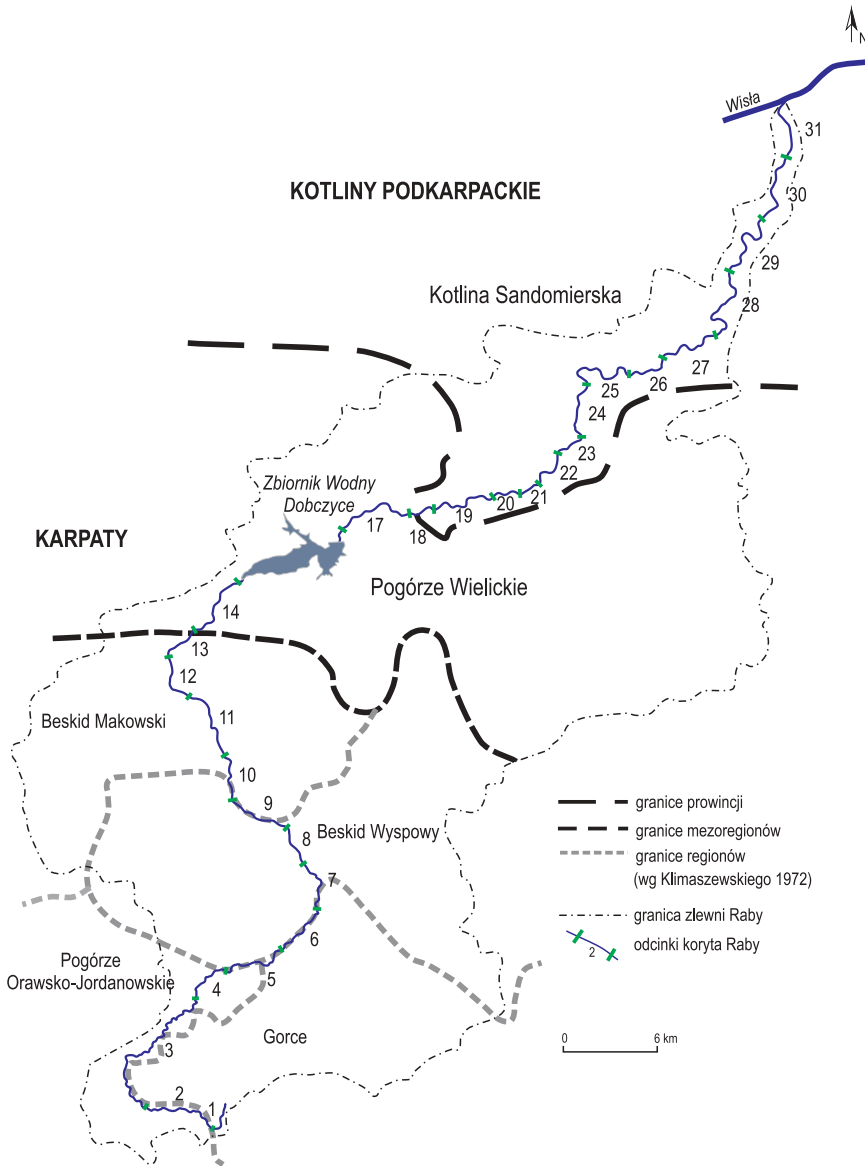 N
Wisła
31
KOTLINY PODKARPACKIE
30
29
Kotlina Sandomierska
28
27
26
25
24
23
22
Zbiornik Wodny
Dobczyce
21
20
19
18
17
KARPATY
Pogórze Wielickie
14
13
12
11
Beskid Makowski
10
9
Beskid Wyspowy
8
7
6
5
4
Pogórze
Orawsko-Jordanowskie
Gorce
3
2
1
granice prowincji
granice mezoregionów
granice regionów
(wg Klimaszewskiego 1972)
granica zlewni Raby
odcinki koryta Raby
2
0 6 km